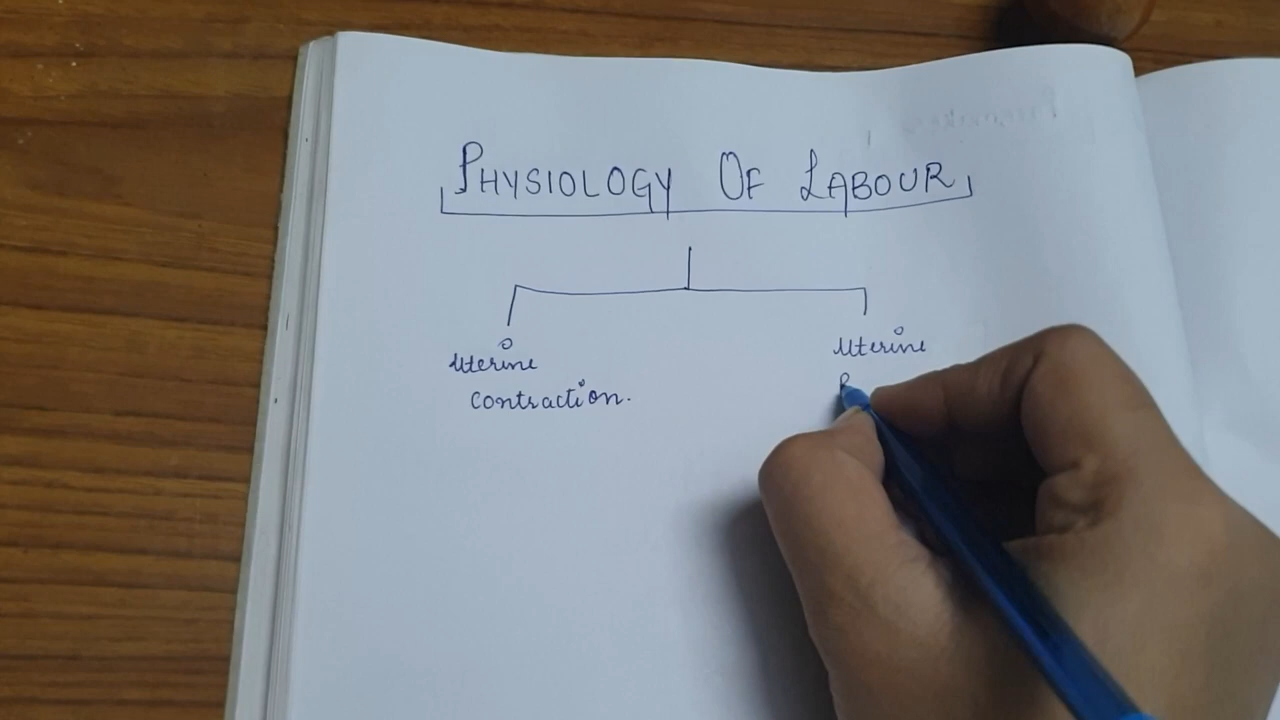 PHYSIOLOGY OF LABOUR
Uterine
contraction.
Uterine
R